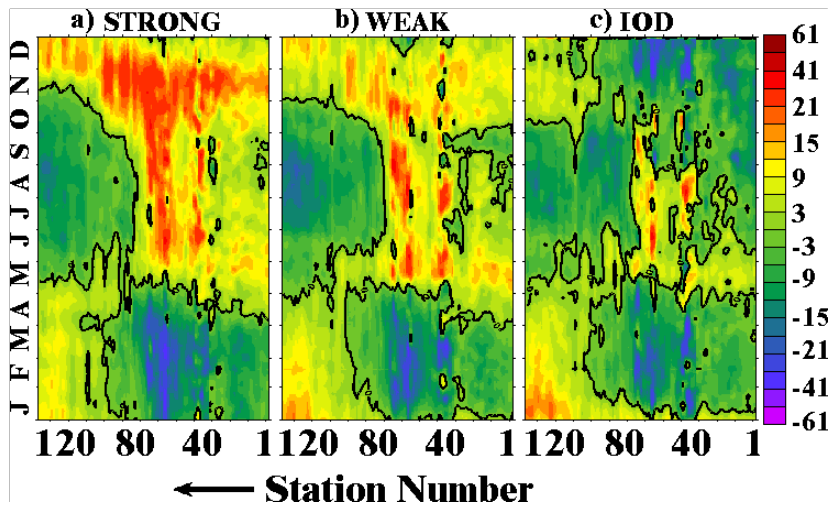 a) STRONG
b) WEAK
c) IOD
D
N
O
S
A
J
J
M
A
M
F
J
61
41
21
15
9
3
-3
-9
-15
-21
-41
-61
120 80 40 1
120 80 40 1
120 80 40 1
← Station Number